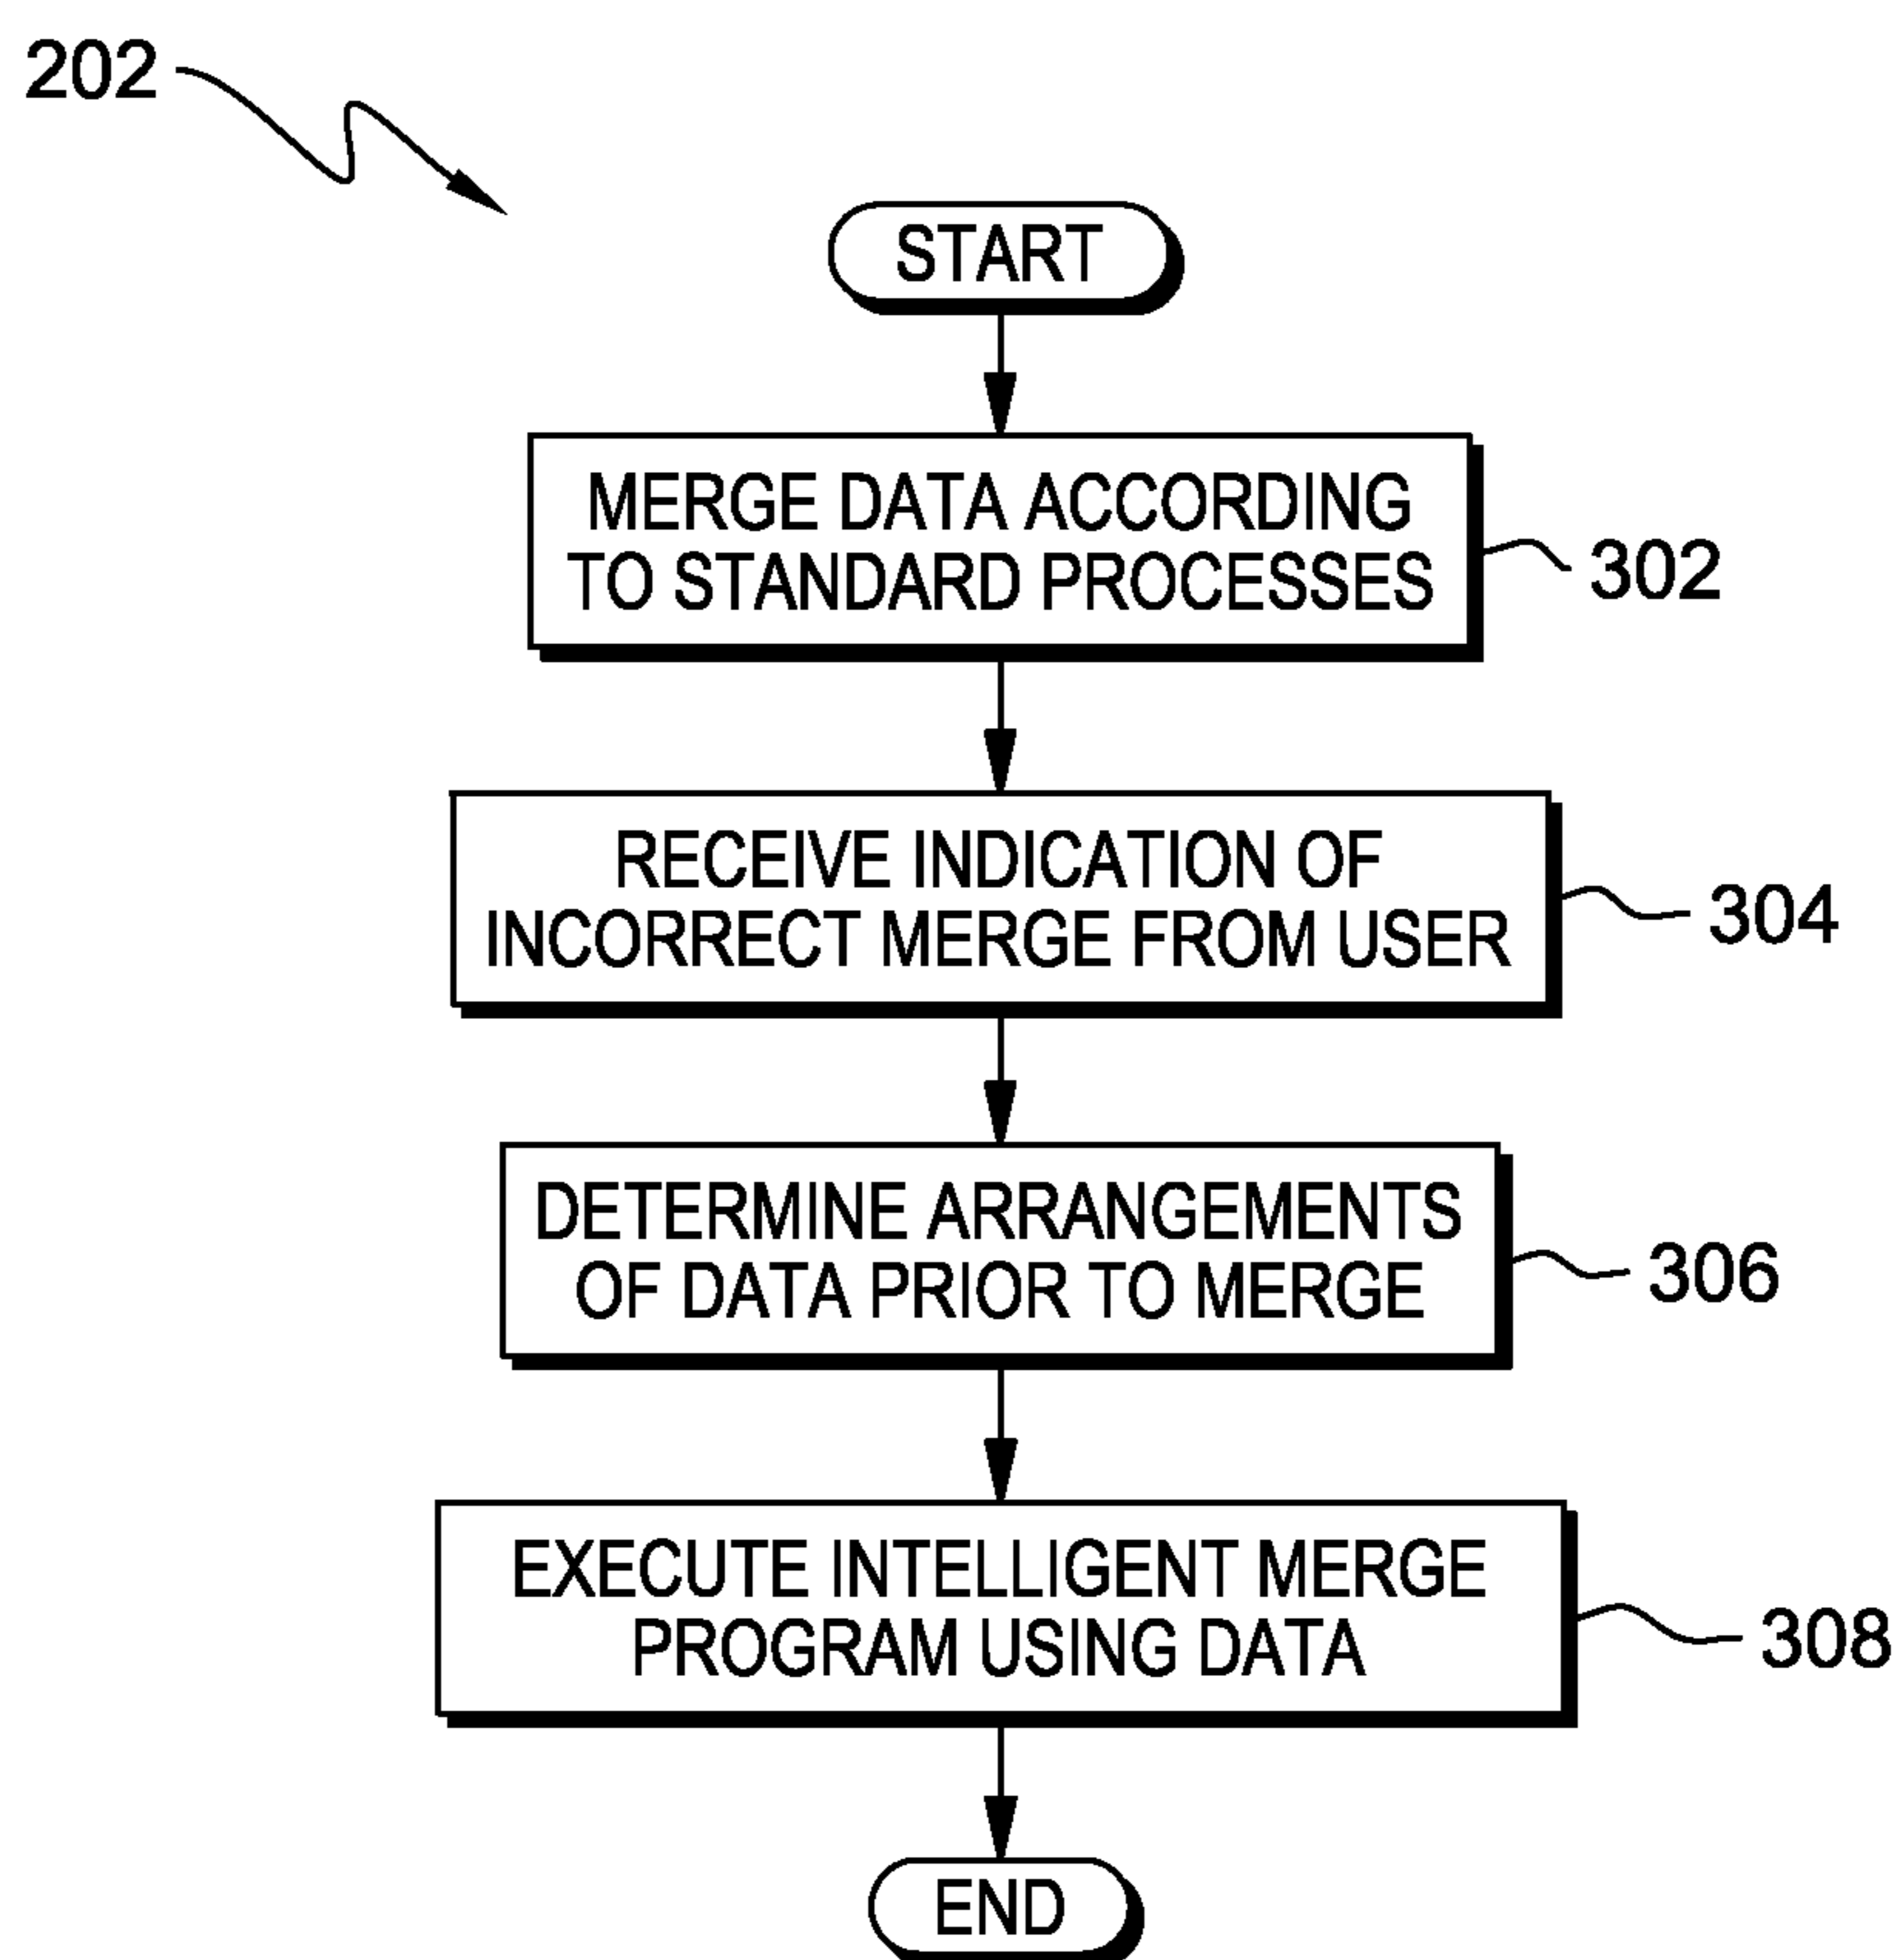 202
START
MERGE DATA ACCORDING
TO STANDARD PROCESSES
302
RECEIVE INDICATION OF
INCORRECT MERGE FROM USER
304
DETERMINE ARRANGEMENTS
OF DATA PRIOR TO MERGE
306
EXECUTE INTELLIGENT MERGE
PROGRAM USING DATA
308
END